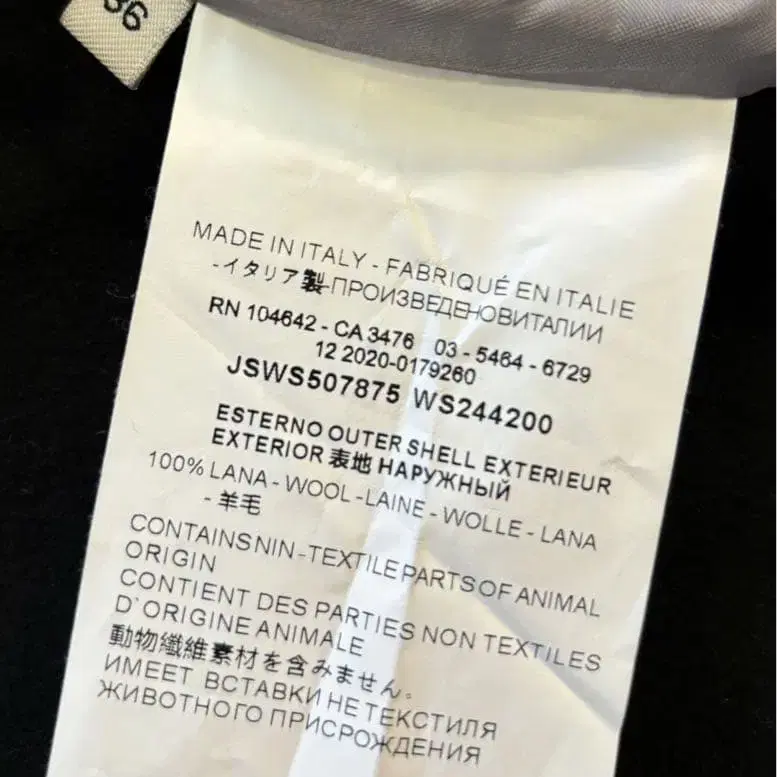 36
MADE IN ITALY - FABRIQUÉ EN ITALIE
- イタリア製-ПРОИЗВЕДЕНОВИТАЛИИ
RN 104642 - CA 3476 03 - 5464 - 6729
12 2020-0179260
JSWS507875 WS244200
ESTERNO OUTER SHELL EXTERIEUR
EXTERIOR 表地 НАРУЖНЫЙ
100% LANA - WOOL -LAINE - WOLLE - LANA
- 羊毛
CONTAINSNIN -TEXTILE PARTS OF ANIMAL
ORIGIN
CONTIENT DES PARTIES NON TEXTILES
D'ORIGINE ANIMALE
動物繊維素材を含みません。
ИМЕЕТ ВСТАВКИ НЕ ТЕКСТИЛЯ
ЖИВОТНОГО ПРИСРОЖДЕНИЯ